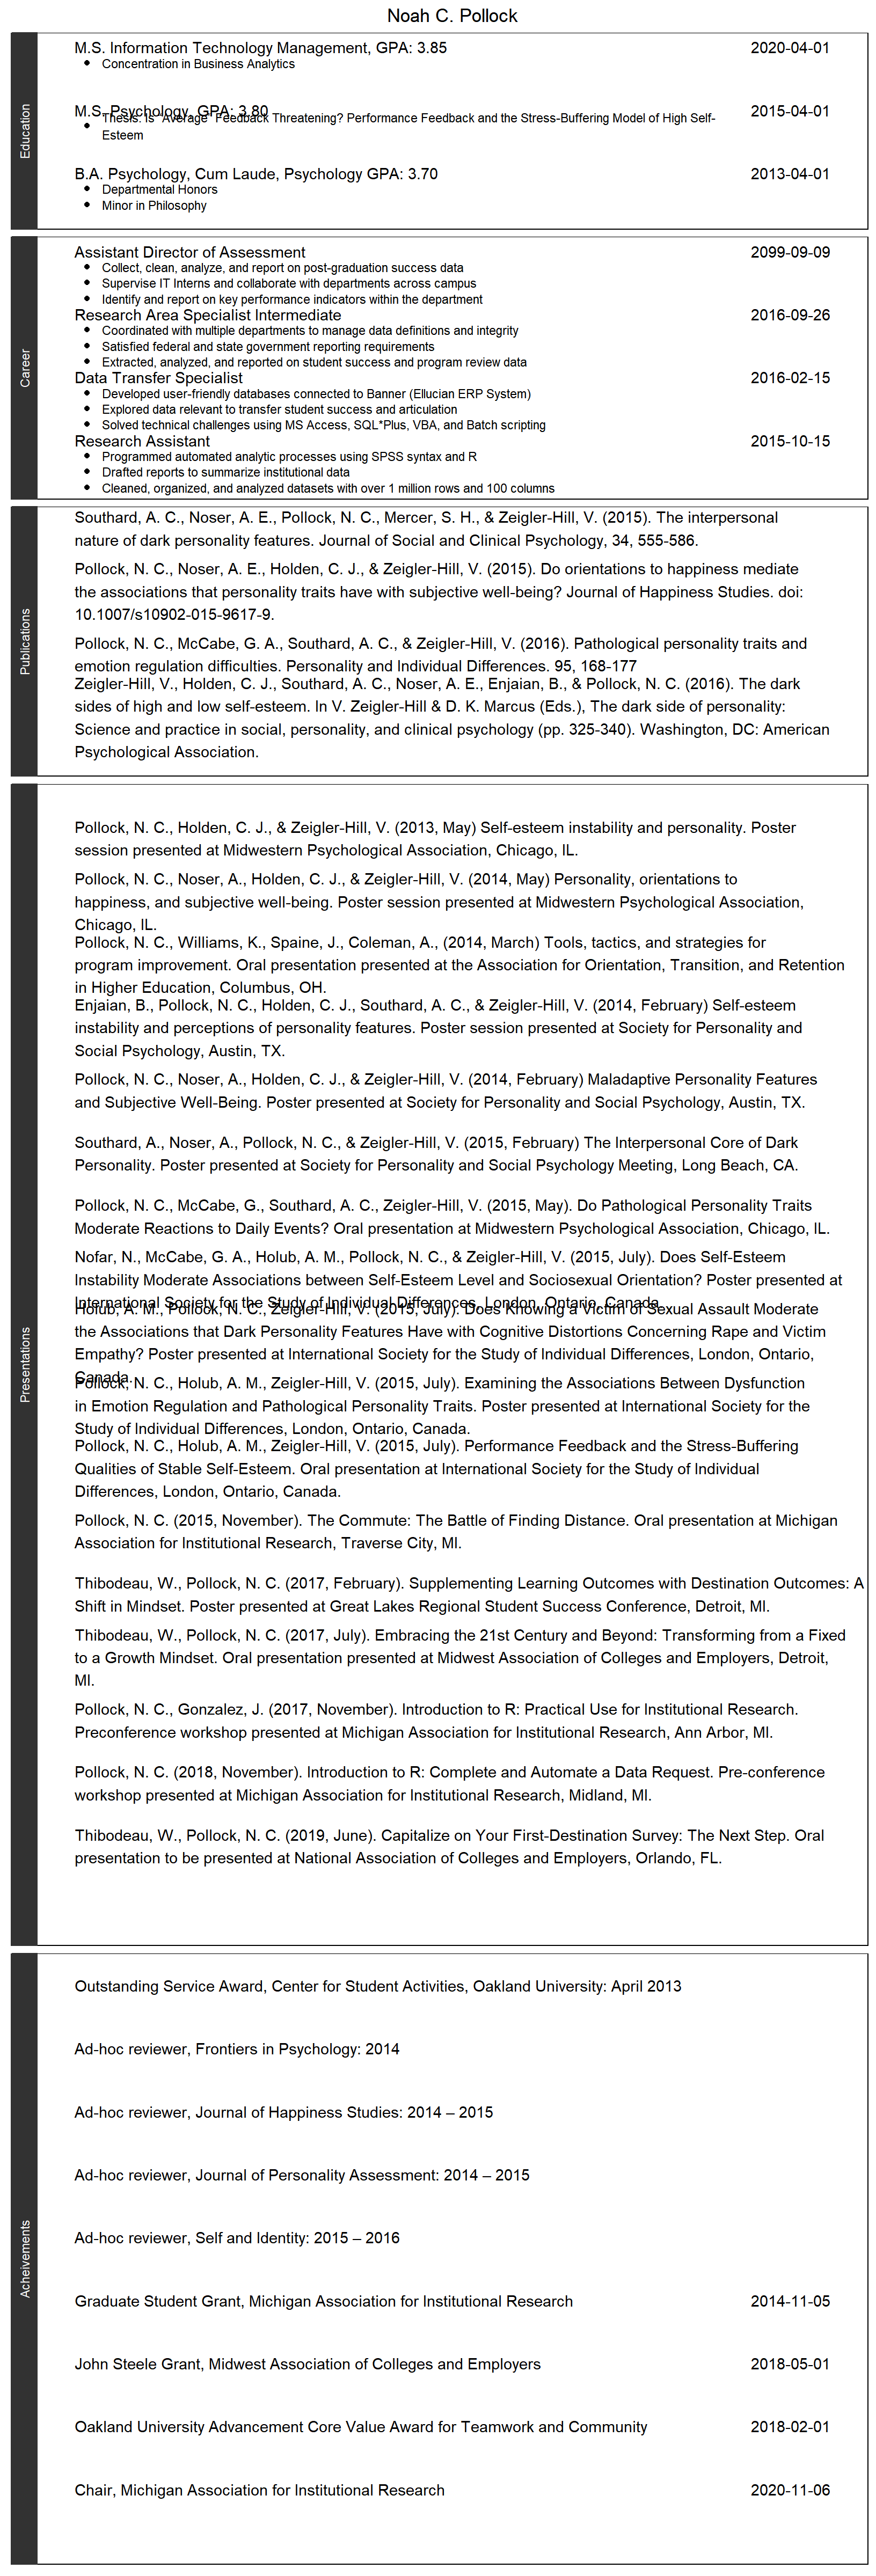 Noah C. Pollock
Education
M.S. Information Technology Management, GPA: 3.85 2020-04-01
• Concentration in Business Analytics
M.S. Psychology, GPA: 3.80 2015-04-01
• Thesis: Is "Average" Feedback Threatening? Performance Feedback and the Stress-Buffering Model of High Self-
Esteem
B.A. Psychology, Cum Laude, Psychology GPA: 3.70 2013-04-01
• Departmental Honors
• Minor in Philosophy
Career
Assistant Director of Assessment 2099-09-09
• Collect, clean, analyze, and report on post-graduation success data
• Supervise IT Interns and collaborate with departments across campus
• Identify and report on key performance indicators within the department
Research Area Specialist Intermediate 2016-09-26
• Coordinated with multiple departments to manage data definitions and integrity
• Satisfied federal and state government reporting requirements
• Extracted, analyzed, and reported on student success and program review data
Data Transfer Specialist 2016-02-15
• Developed user-friendly databases connected to Banner (Ellucian ERP System)
• Explored data relevant to transfer student success and articulation
• Solved technical challenges using MS Access, SQL*Plus, VBA, and Batch scripting
Research Assistant 2015-10-15
• Programmed automated analytic processes using SPSS syntax and R
• Drafted reports to summarize institutional data
• Cleaned, organized, and analyzed datasets with over 1 million rows and 100 columns
Publications
Southard, A. C., Noser, A. E., Pollock, N. C., Mercer, S. H., & Zeigler-Hill, V. (2015). The interpersonal
nature of dark personality features. Journal of Social and Clinical Psychology, 34, 555-586.
Pollock, N. C., Noser, A. E., Holden, C. J., & Zeigler-Hill, V. (2015). Do orientations to happiness mediate
the associations that personality traits have with subjective well-being? Journal of Happiness Studies. doi:
10.1007/s10902-015-9617-9.
Pollock, N. C., McCabe, G. A., Southard, A. C., & Zeigler-Hill, V. (2016). Pathological personality traits and
emotion regulation difficulties. Personality and Individual Differences. 95, 168-177
Zeigler-Hill, V., Holden, C. J., Southard, A. C., Noser, A. E., Enjaian, B., & Pollock, N. C. (2016). The dark
sides of high and low self-esteem. In V. Zeigler-Hill & D. K. Marcus (Eds.), The dark side of personality:
Science and practice in social, personality, and clinical psychology (pp. 325-340). Washington, DC: American
Psychological Association.
Presentations
Pollock, N. C., Holden, C. J., & Zeigler-Hill, V. (2013, May) Self-esteem instability and personality. Poster
session presented at Midwestern Psychological Association, Chicago, IL.
Pollock, N. C., Noser, A., Holden, C. J., & Zeigler-Hill, V. (2014, May) Personality, orientations to
happiness, and subjective well-being. Poster session presented at Midwestern Psychological Association,
Chicago, IL.
Pollock, N. C., Williams, K., Spaine, J., Coleman, A., (2014, March) Tools, tactics, and strategies for
program improvement. Oral presentation presented at the Association for Orientation, Transition, and Retention
in Higher Education, Columbus, OH.
Enjaian, B., Pollock, N. C., Holden, C. J., Southard, A. C., & Zeigler-Hill, V. (2014, February) Self-esteem
instability and perceptions of personality features. Poster session presented at Society for Personality and
Social Psychology, Austin, TX.
Pollock, N. C., Noser, A., Holden, C. J., & Zeigler-Hill, V. (2014, February) Maladaptive Personality Features
and Subjective Well-Being. Poster presented at Society for Personality and Social Psychology, Austin, TX.
Southard, A., Noser, A., Pollock, N. C., & Zeigler-Hill, V. (2015, February) The Interpersonal Core of Dark
Personality. Poster presented at Society for Personality and Social Psychology Meeting, Long Beach, CA.
Pollock, N. C., McCabe, G., Southard, A. C., Zeigler-Hill, V. (2015, May). Do Pathological Personality Traits
Moderate Reactions to Daily Events? Oral presentation at Midwestern Psychological Association, Chicago, IL.
Nofar, N., McCabe, G. A., Holub, A. M., Pollock, N. C., & Zeigler-Hill, V. (2015, July). Does Self-Esteem
Instability Moderate Associations between Self-Esteem Level and Sociosexual Orientation? Poster presented at
International Society for the Study of Individual Differences, London, Ontario, Canada.
Holub, A. M., Pollock, N. C., Zeigler-Hill, V. (2015, July). Does Knowing a Victim of Sexual Assault Moderate
the Associations that Dark Personality Features Have with Cognitive Distortions Concerning Rape and Victim
Empathy? Poster presented at International Society for the Study of Individual Differences, London, Ontario,
Canada.
Pollock, N. C., Holub, A. M., Zeigler-Hill, V. (2015, July). Examining the Associations Between Dysfunction
in Emotion Regulation and Pathological Personality Traits. Poster presented at International Society for the
Study of Individual Differences, London, Ontario, Canada.
Pollock, N. C., Holub, A. M., Zeigler-Hill, V. (2015, July). Performance Feedback and the Stress-Buffering
Qualities of Stable Self-Esteem. Oral presentation at International Society for the Study of Individual
Differences, London, Ontario, Canada.
Pollock, N. C. (2015, November). The Commute: The Battle of Finding Distance. Oral presentation at Michigan
Association for Institutional Research, Traverse City, MI.
Thibodeau, W., Pollock, N. C. (2017, February). Supplementing Learning Outcomes with Destination Outcomes: A
Shift in Mindset. Poster presented at Great Lakes Regional Student Success Conference, Detroit, MI.
Thibodeau, W., Pollock, N. C. (2017, July). Embracing the 21st Century and Beyond: Transforming from a Fixed
to a Growth Mindset. Oral presentation presented at Midwest Association of Colleges and Employers, Detroit,
MI.
Pollock, N. C., Gonzalez, J. (2017, November). Introduction to R: Practical Use for Institutional Research.
Preconference workshop presented at Michigan Association for Institutional Research, Ann Arbor, MI.
Pollock, N. C. (2018, November). Introduction to R: Complete and Automate a Data Request. Pre-conference
workshop presented at Michigan Association for Institutional Research, Midland, MI.
Thibodeau, W., Pollock, N. C. (2019, June). Capitalize on Your First-Destination Survey: The Next Step. Oral
presentation to be presented at National Association of Colleges and Employers, Orlando, FL.
Acheivements
Outstanding Service Award, Center for Student Activities, Oakland University: April 2013
Ad-hoc reviewer, Frontiers in Psychology: 2014
Ad-hoc reviewer, Journal of Happiness Studies: 2014 – 2015
Ad-hoc reviewer, Journal of Personality Assessment: 2014 – 2015
Ad-hoc reviewer, Self and Identity: 2015 – 2016
Graduate Student Grant, Michigan Association for Institutional Research 2014-11-05
John Steele Grant, Midwest Association of Colleges and Employers 2018-05-01
Oakland University Advancement Core Value Award for Teamwork and Community 2018-02-01
Chair, Michigan Association for Institutional Research 2020-11-06